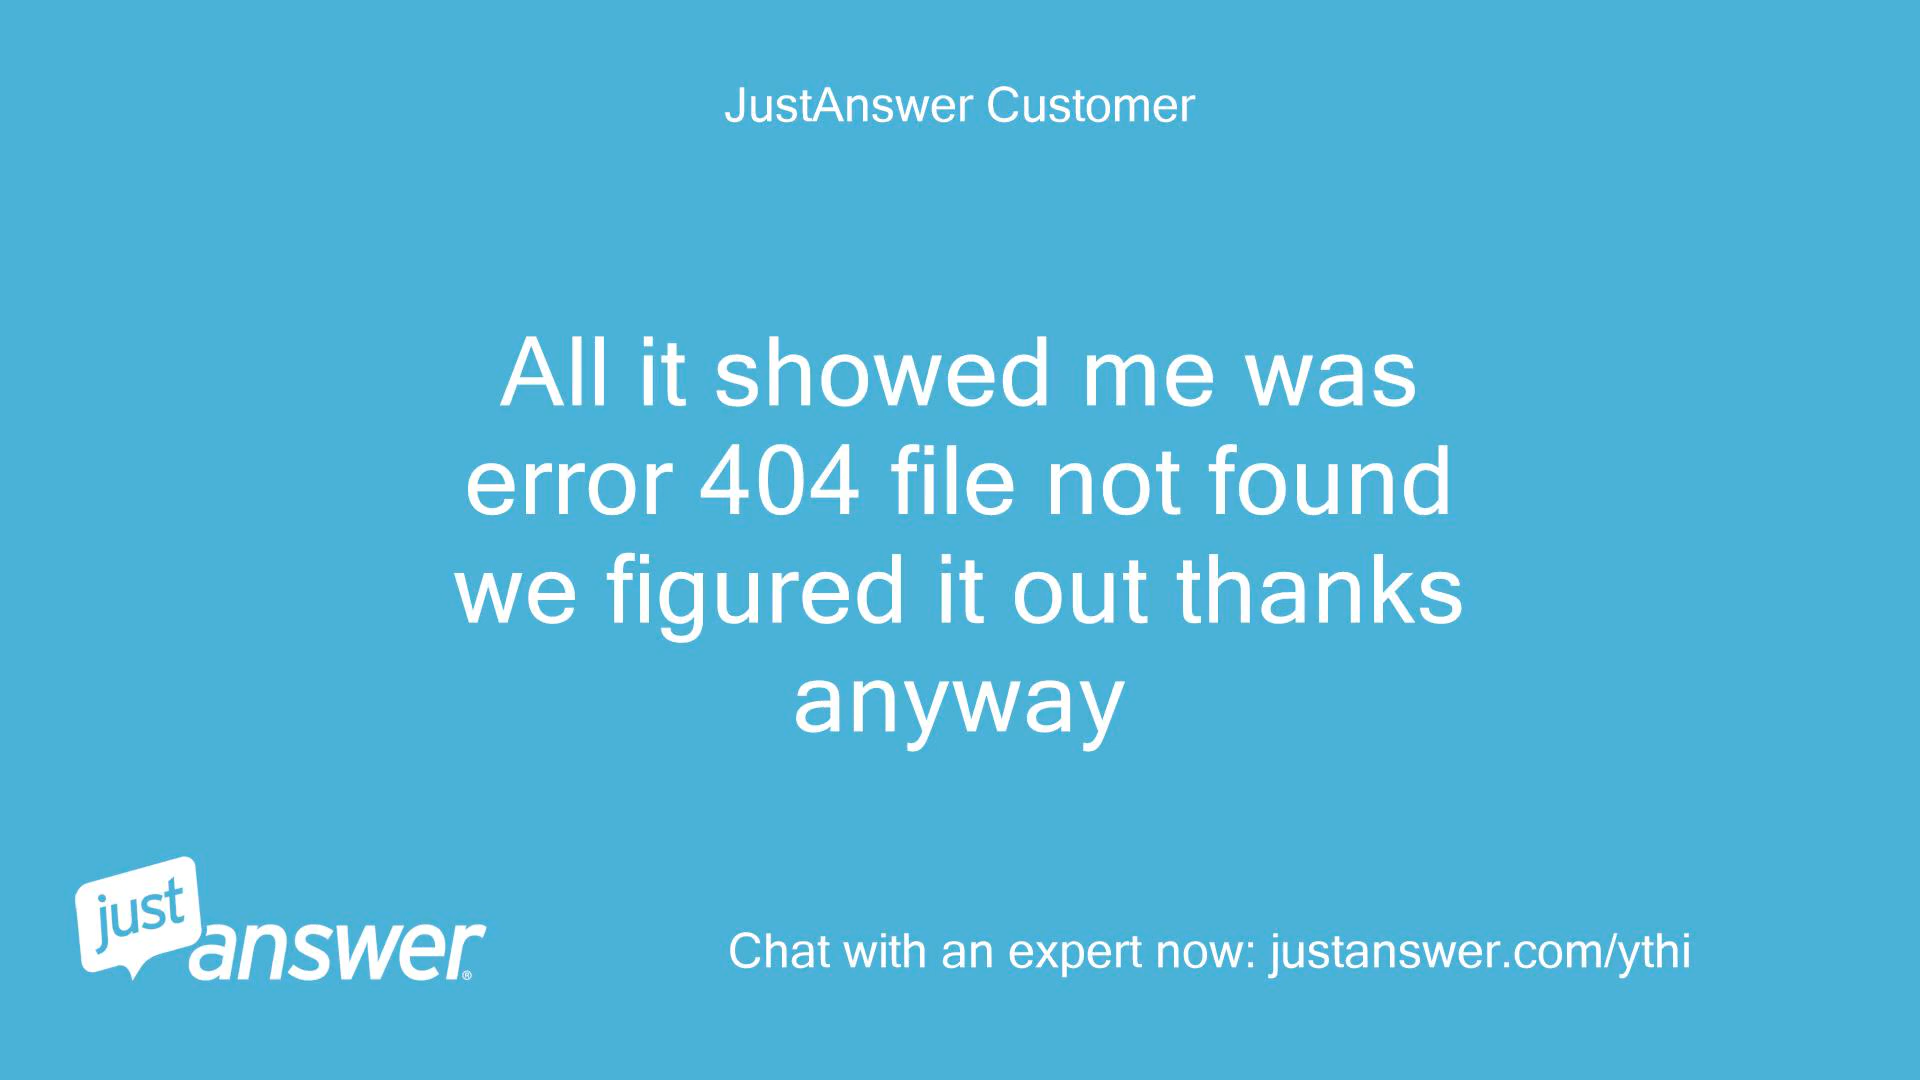 JustAnswer Customer
All it showed me was
error 404 file not found
we figured it out thanks
anyway
just
answer®
Chat with an expert now: justanswer.com/ythi